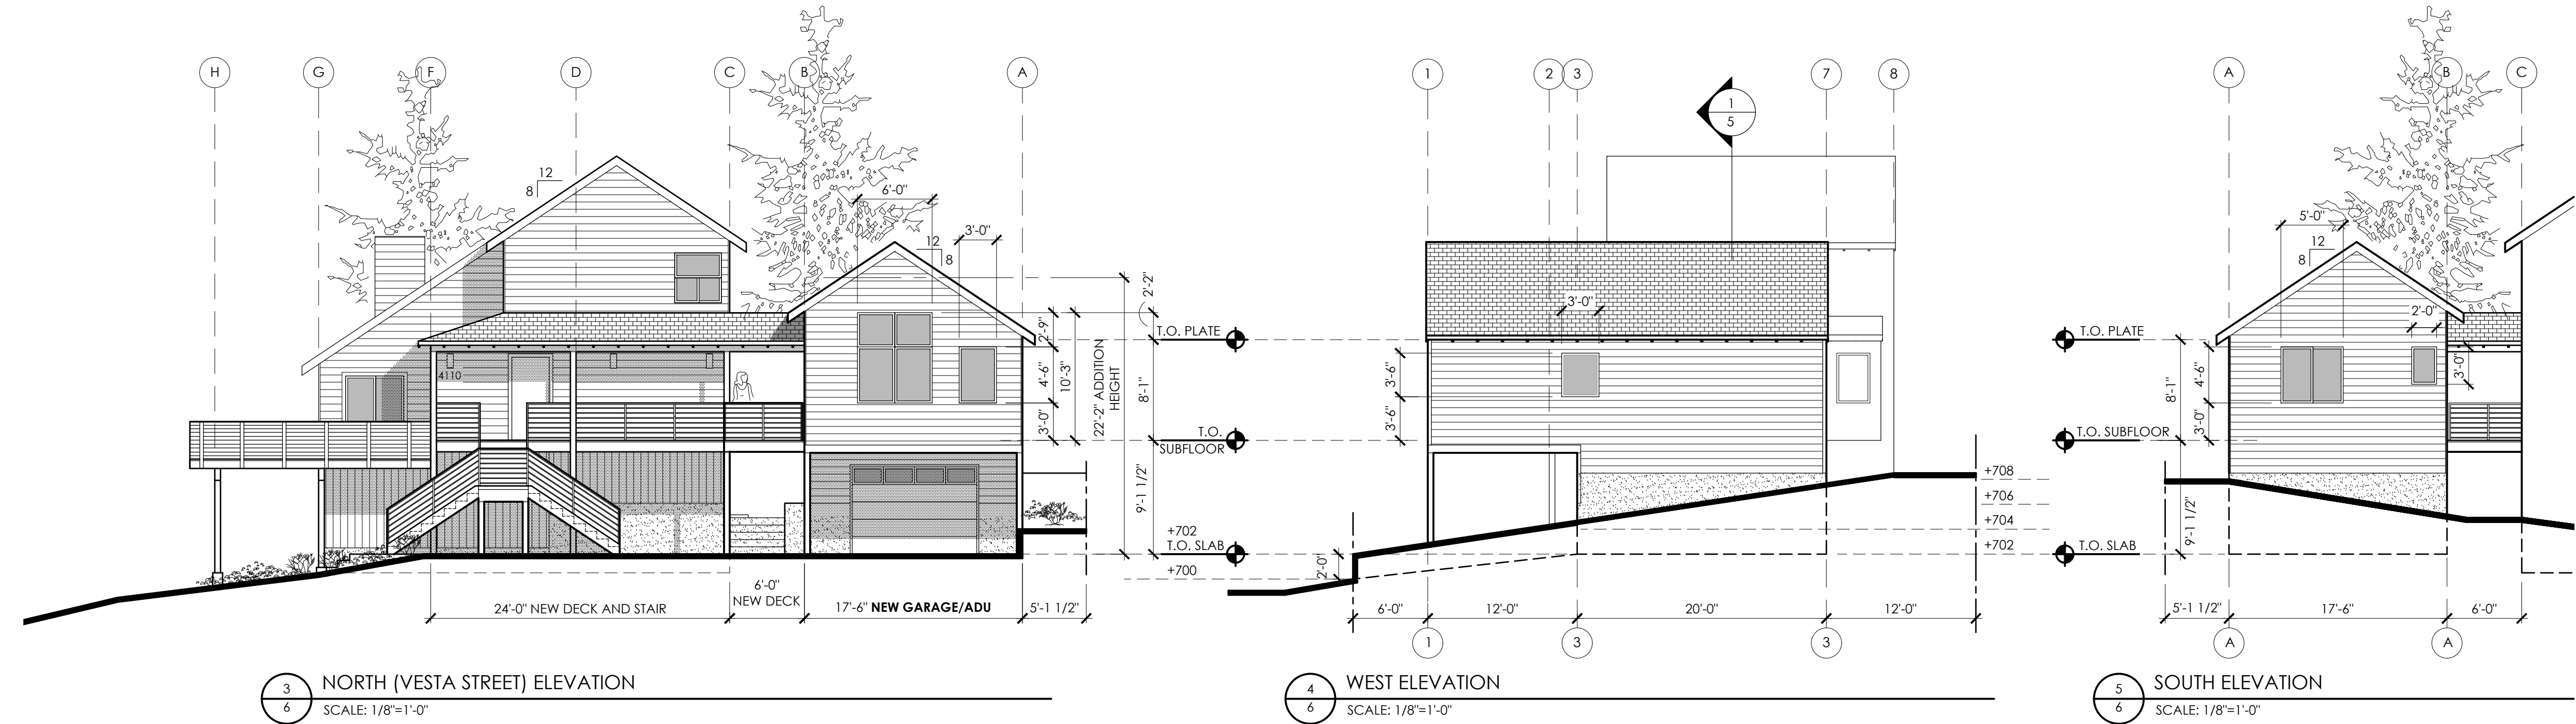 H G F D C B A
12
8
6'-0"
12
8
3'-0"
4110
2'-2"
2'-9"
4'-6"
10'-3"
3'-0"
22'-2" ADDITION
HEIGHT
8'-1"
9'-1 1/2"
T.O. PLATE
T.O.
SUBFLOOR
+702
T.O. SLAB
+700
24'-0" NEW DECK AND STAIR
6'-0"
NEW DECK
17'-6" NEW GARAGE/ADU
5'-1 1/2"
3
6
NORTH (VESTA STREET) ELEVATION
SCALE: 1/8"=1'-0"
1 2 3 7 8
1
5
3'-0"
3'-6"
3'-6"
2'-0"
+708
+706
+704
+702
6'-0"
12'-0"
20'-0"
12'-0"
1 3 3
4
6
WEST ELEVATION
SCALE: 1/8"=1'-0"
A B C
5'-0"
12
8
2'-0"
3'-0"
T.O. PLATE
8'-1"
4'-6"
3'-0"
T.O. SUBFLOOR
9'-1 1/2"
T.O. SLAB
5'-1 1/2"
17'-6"
6'-0"
A A
5
6
SOUTH ELEVATION
SCALE: 1/8"=1'-0"